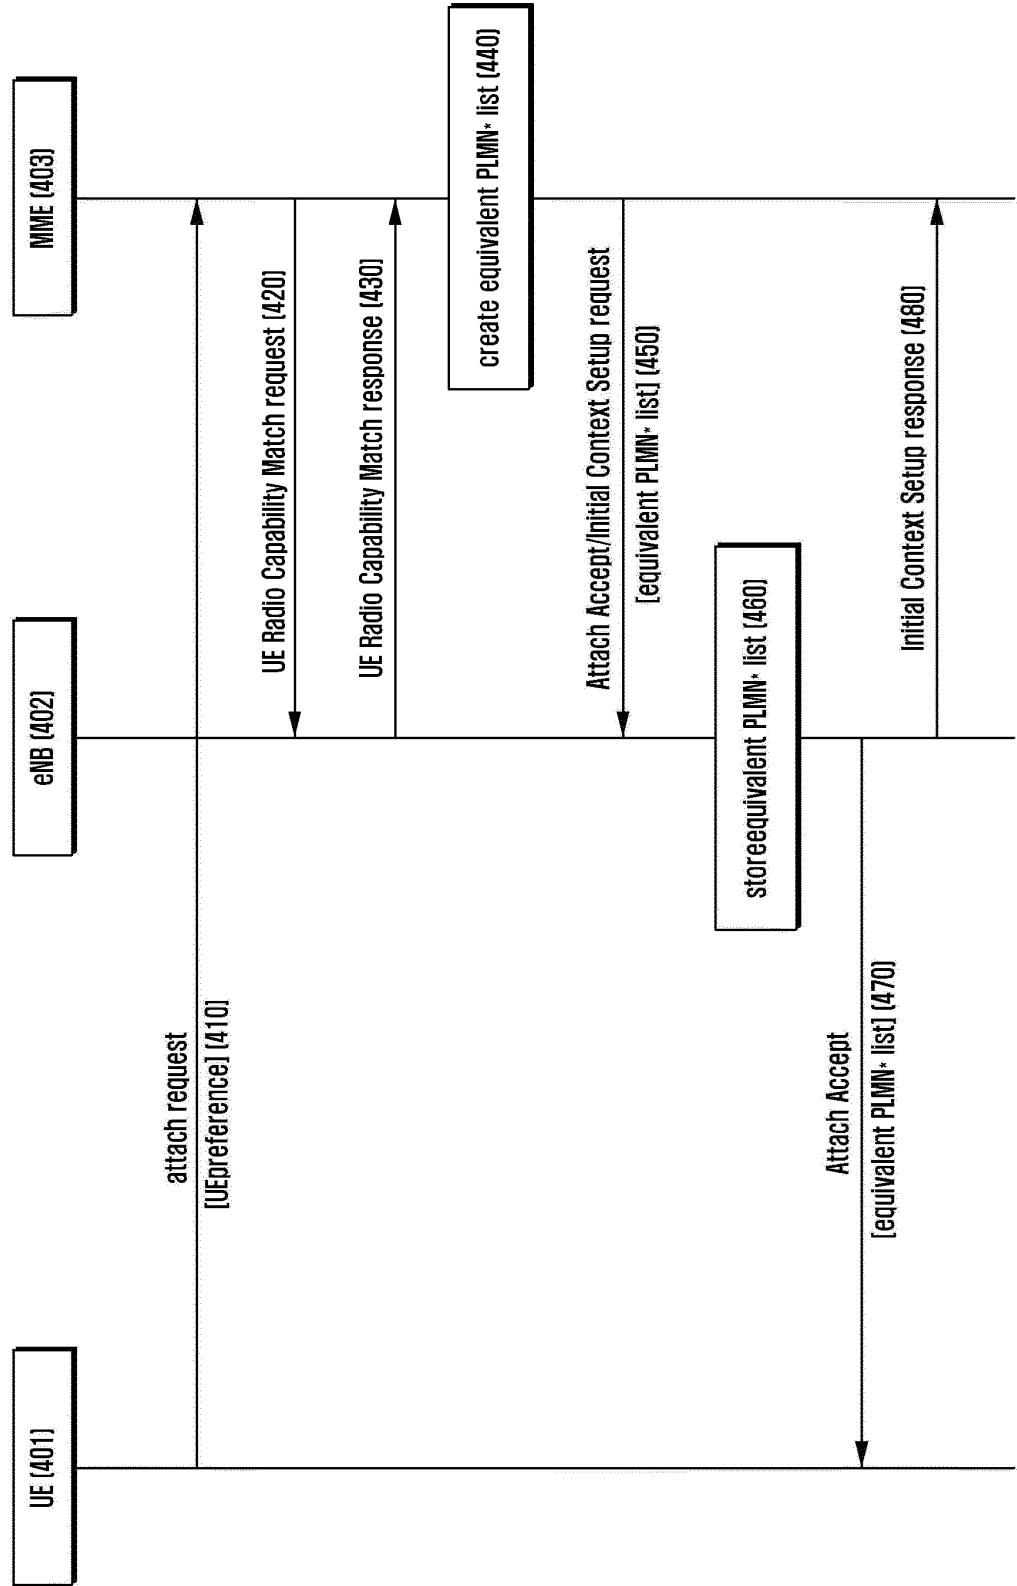 UE (401)
eNB (402)
MME (403)
attach request
[UEpreference] (410)
UE Radio Capability Match request (420)
UE Radio Capability Match response (430)
create equivalent PLMN* list (440)
Attach Accept/Initial Context Setup request
[equivalent PLMN* list] (450)
storeequivalent PLMN* list (460)
Attach Accept
[equivalent PLMN* list] (470)
Initial Context Setup response (480)